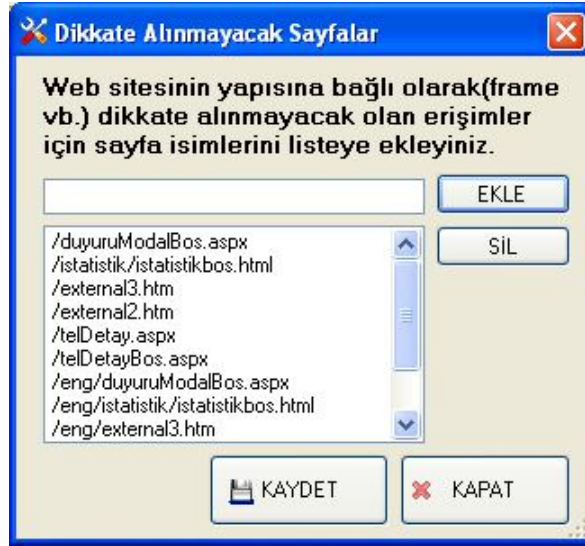 Dikkate Alınmayacak Sayfalar
Web sitesinin yapısına bağlı olarak(frame
vb.) dikkate alınmayacak olan erişimler
için sayfa isimlerini listeye ekleyiniz.
EKLE
/duyuruModalBos.aspx
SİL
/istatistik/istatistikbos.html
/external3.htm
/external2.htm
/telDetay.aspx
/telDetayBos.aspx
/eng/duyuruModalBos.aspx
/eng/istatistik/istatistikbos.html
/eng/external3.htm
KAYDET
KAPAT